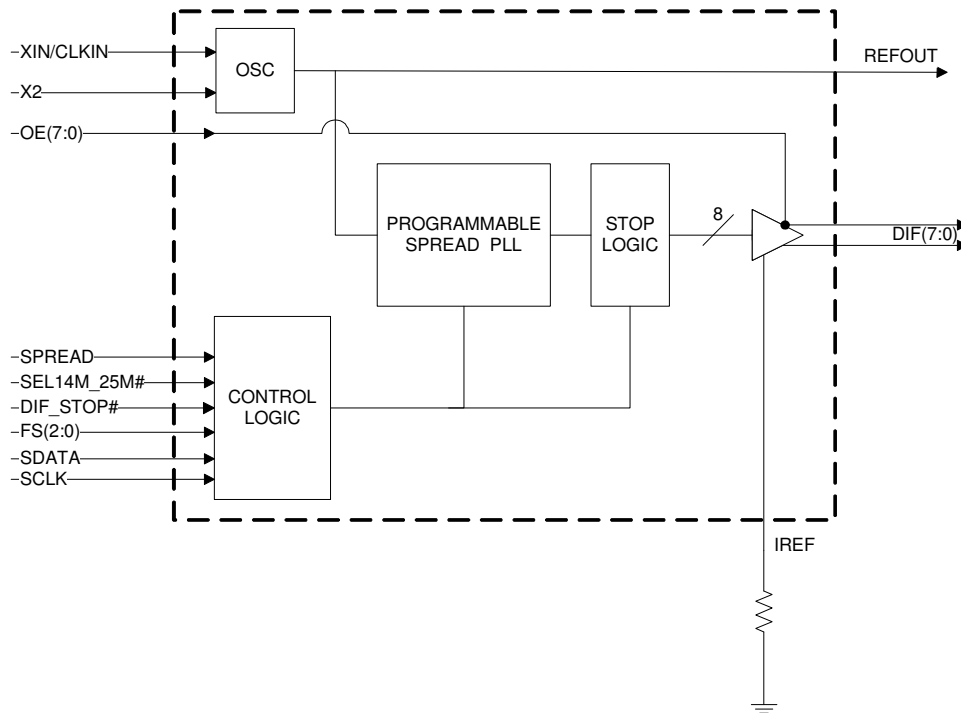 XIN/CLKIN
OSC
REFOUT
X2
OE(7:0)
PROGRAMMABLE
SPREAD PLL
STOP
LOGIC
8
DIF(7:0)
SPREAD
SEL14M_25M#
DIF_STOP#
FS(2:0)
SDATA
SCLK
CONTROL
LOGIC
IREF